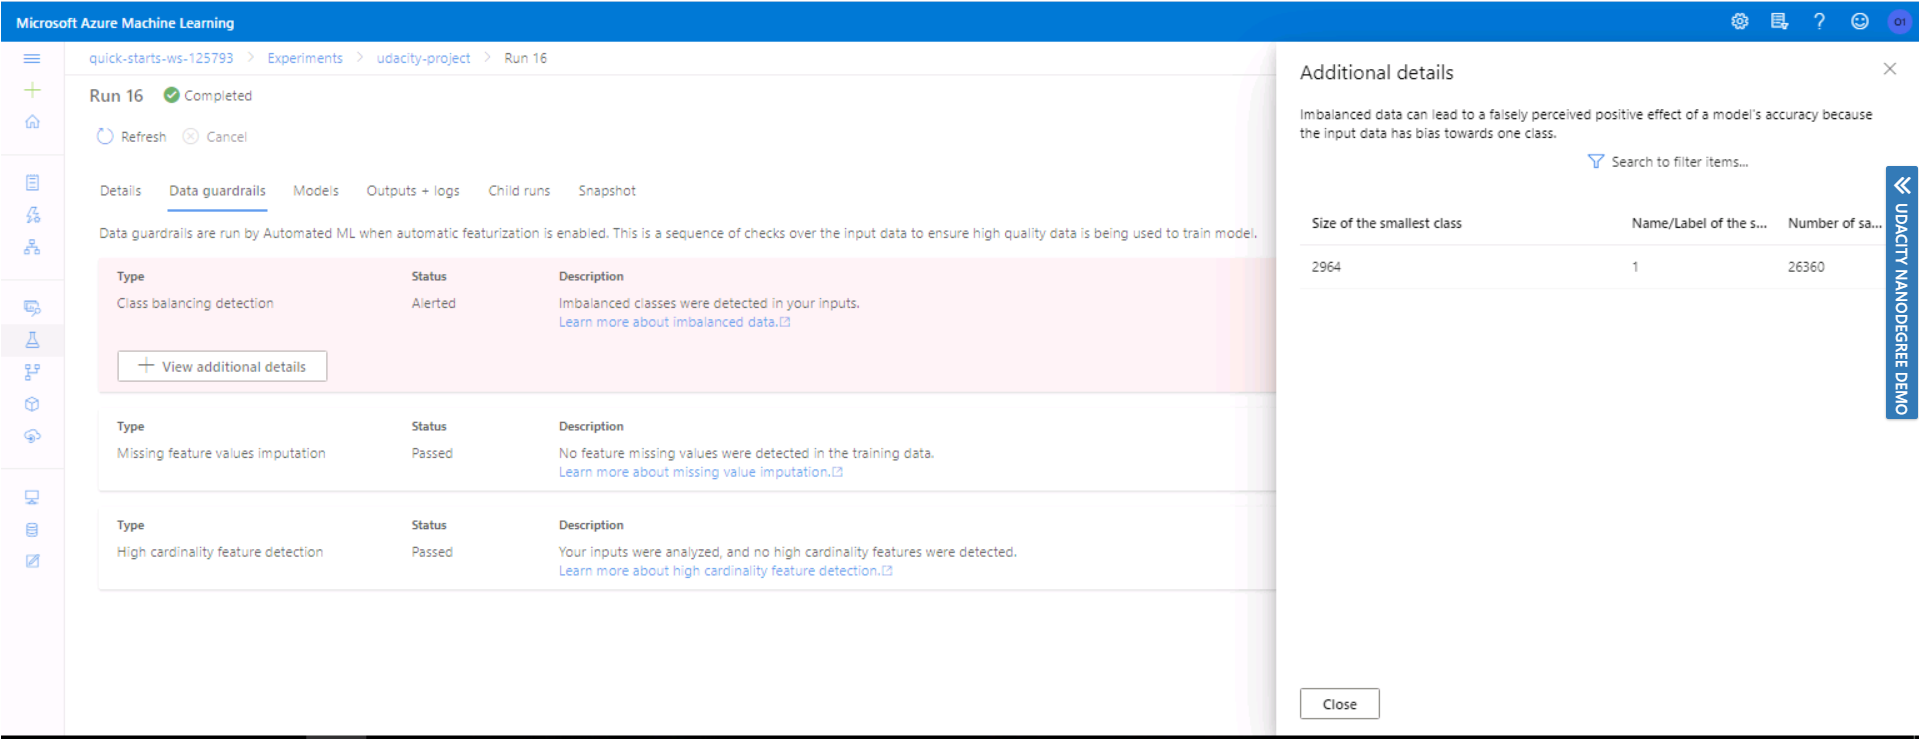 Microsoft Azure Machine Learning
01
quick-starts-ws-125793 > Experiments > udacity-project > Run 16
Run 16 Completed
Refresh Cancel
Details Data guardrails Models Outputs + logs Child runs Snapshot
Data guardrails are run by Automated ML when automatic featurization is enabled. This is a sequence of checks over the input data to ensure high quality data is being used to train model.
Type Status Description
Class balancing detection Alerted Imbalanced classes were detected in your inputs.
Learn more about imbalanced data.
+ View additional details
Type Status Description
Missing feature values imputation Passed No feature missing values were detected in the training data.
Learn more about missing value imputation.
Type Status Description
High cardinality feature detection Passed Your inputs were analyzed, and no high cardinality features were detected.
Learn more about high cardinality feature detection.
Additional details
Imbalanced data can lead to a falsely perceived positive effect of a model's accuracy because
the input data has bias towards one class.
Search to filter items...
Size of the smallest class Name/Label of the s... Number of sa...
2964 1 26360
Close
UDACITY NANODEGREE DEMO